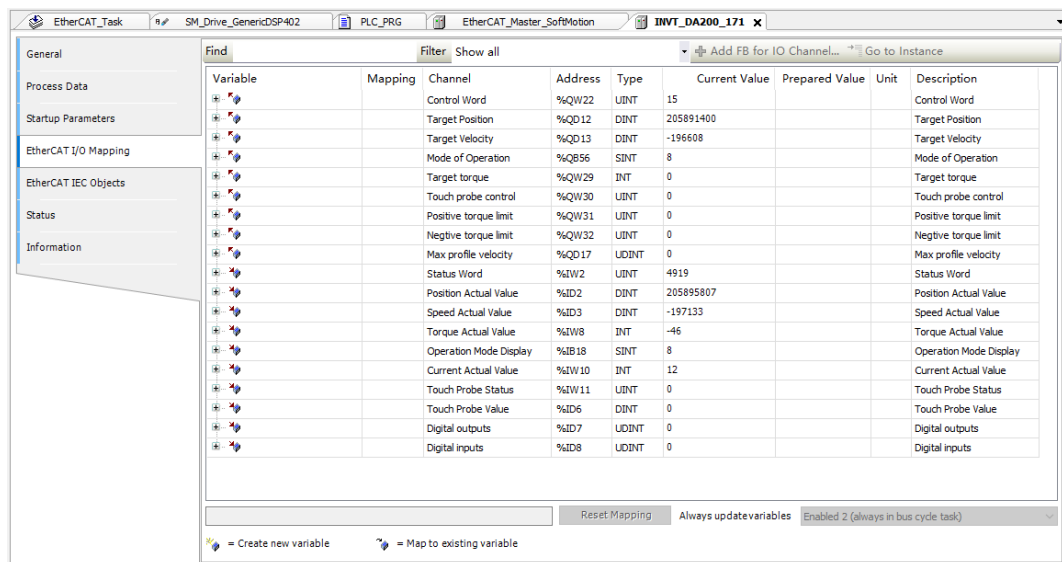 EtherCAT_Task SM_Drive_GenericDSP402 PLC_PRG EtherCAT_Master_SoftMotion INVT_DA200_171 x
General
Process Data
Startup Parameters
EtherCAT I/O Mapping
EtherCAT IEC Objects
Status
Information
Find Filter Show all Add FB for IO Channel... Go to Instance
Variable Mapping Channel Address Type Current Value Prepared Value Unit Description
Control Word %QW22 UINT 15 Control Word
Target Position %QD12 DINT 205891400 Target Position
Target Velocity %QD13 DINT -196608 Target Velocity
Mode of Operation %QB56 SINT 8 Mode of Operation
Target torque %QW29 INT 0 Target torque
Touch probe control %QW30 UINT 0 Touch probe control
Positive torque limit %QW31 UINT 0 Positive torque limit
Negtive torque limit %QW32 UINT 0 Negtive torque limit
Max profile velocity %QD17 UDINT 0 Max profile velocity
Status Word %IW2 UINT 4919 Status Word
Position Actual Value %ID2 DINT 205895807 Position Actual Value
Speed Actual Value %ID3 DINT -197133 Speed Actual Value
Torque Actual Value %IW8 INT -46 Torque Actual Value
Operation Mode Display %IB18 SINT 8 Operation Mode Display
Current Actual Value %IW10 INT 12 Current Actual Value
Touch Probe Status %IW11 UINT 0 Touch Probe Status
Touch Probe Value %ID6 DINT 0 Touch Probe Value
Digital outputs %ID7 UDINT 0 Digital outputs
Digital inputs %ID8 UDINT 0 Digital inputs
Reset Mapping Always update variables Enabled 2 (always in bus cycle task)
= Create new variable = Map to existing variable